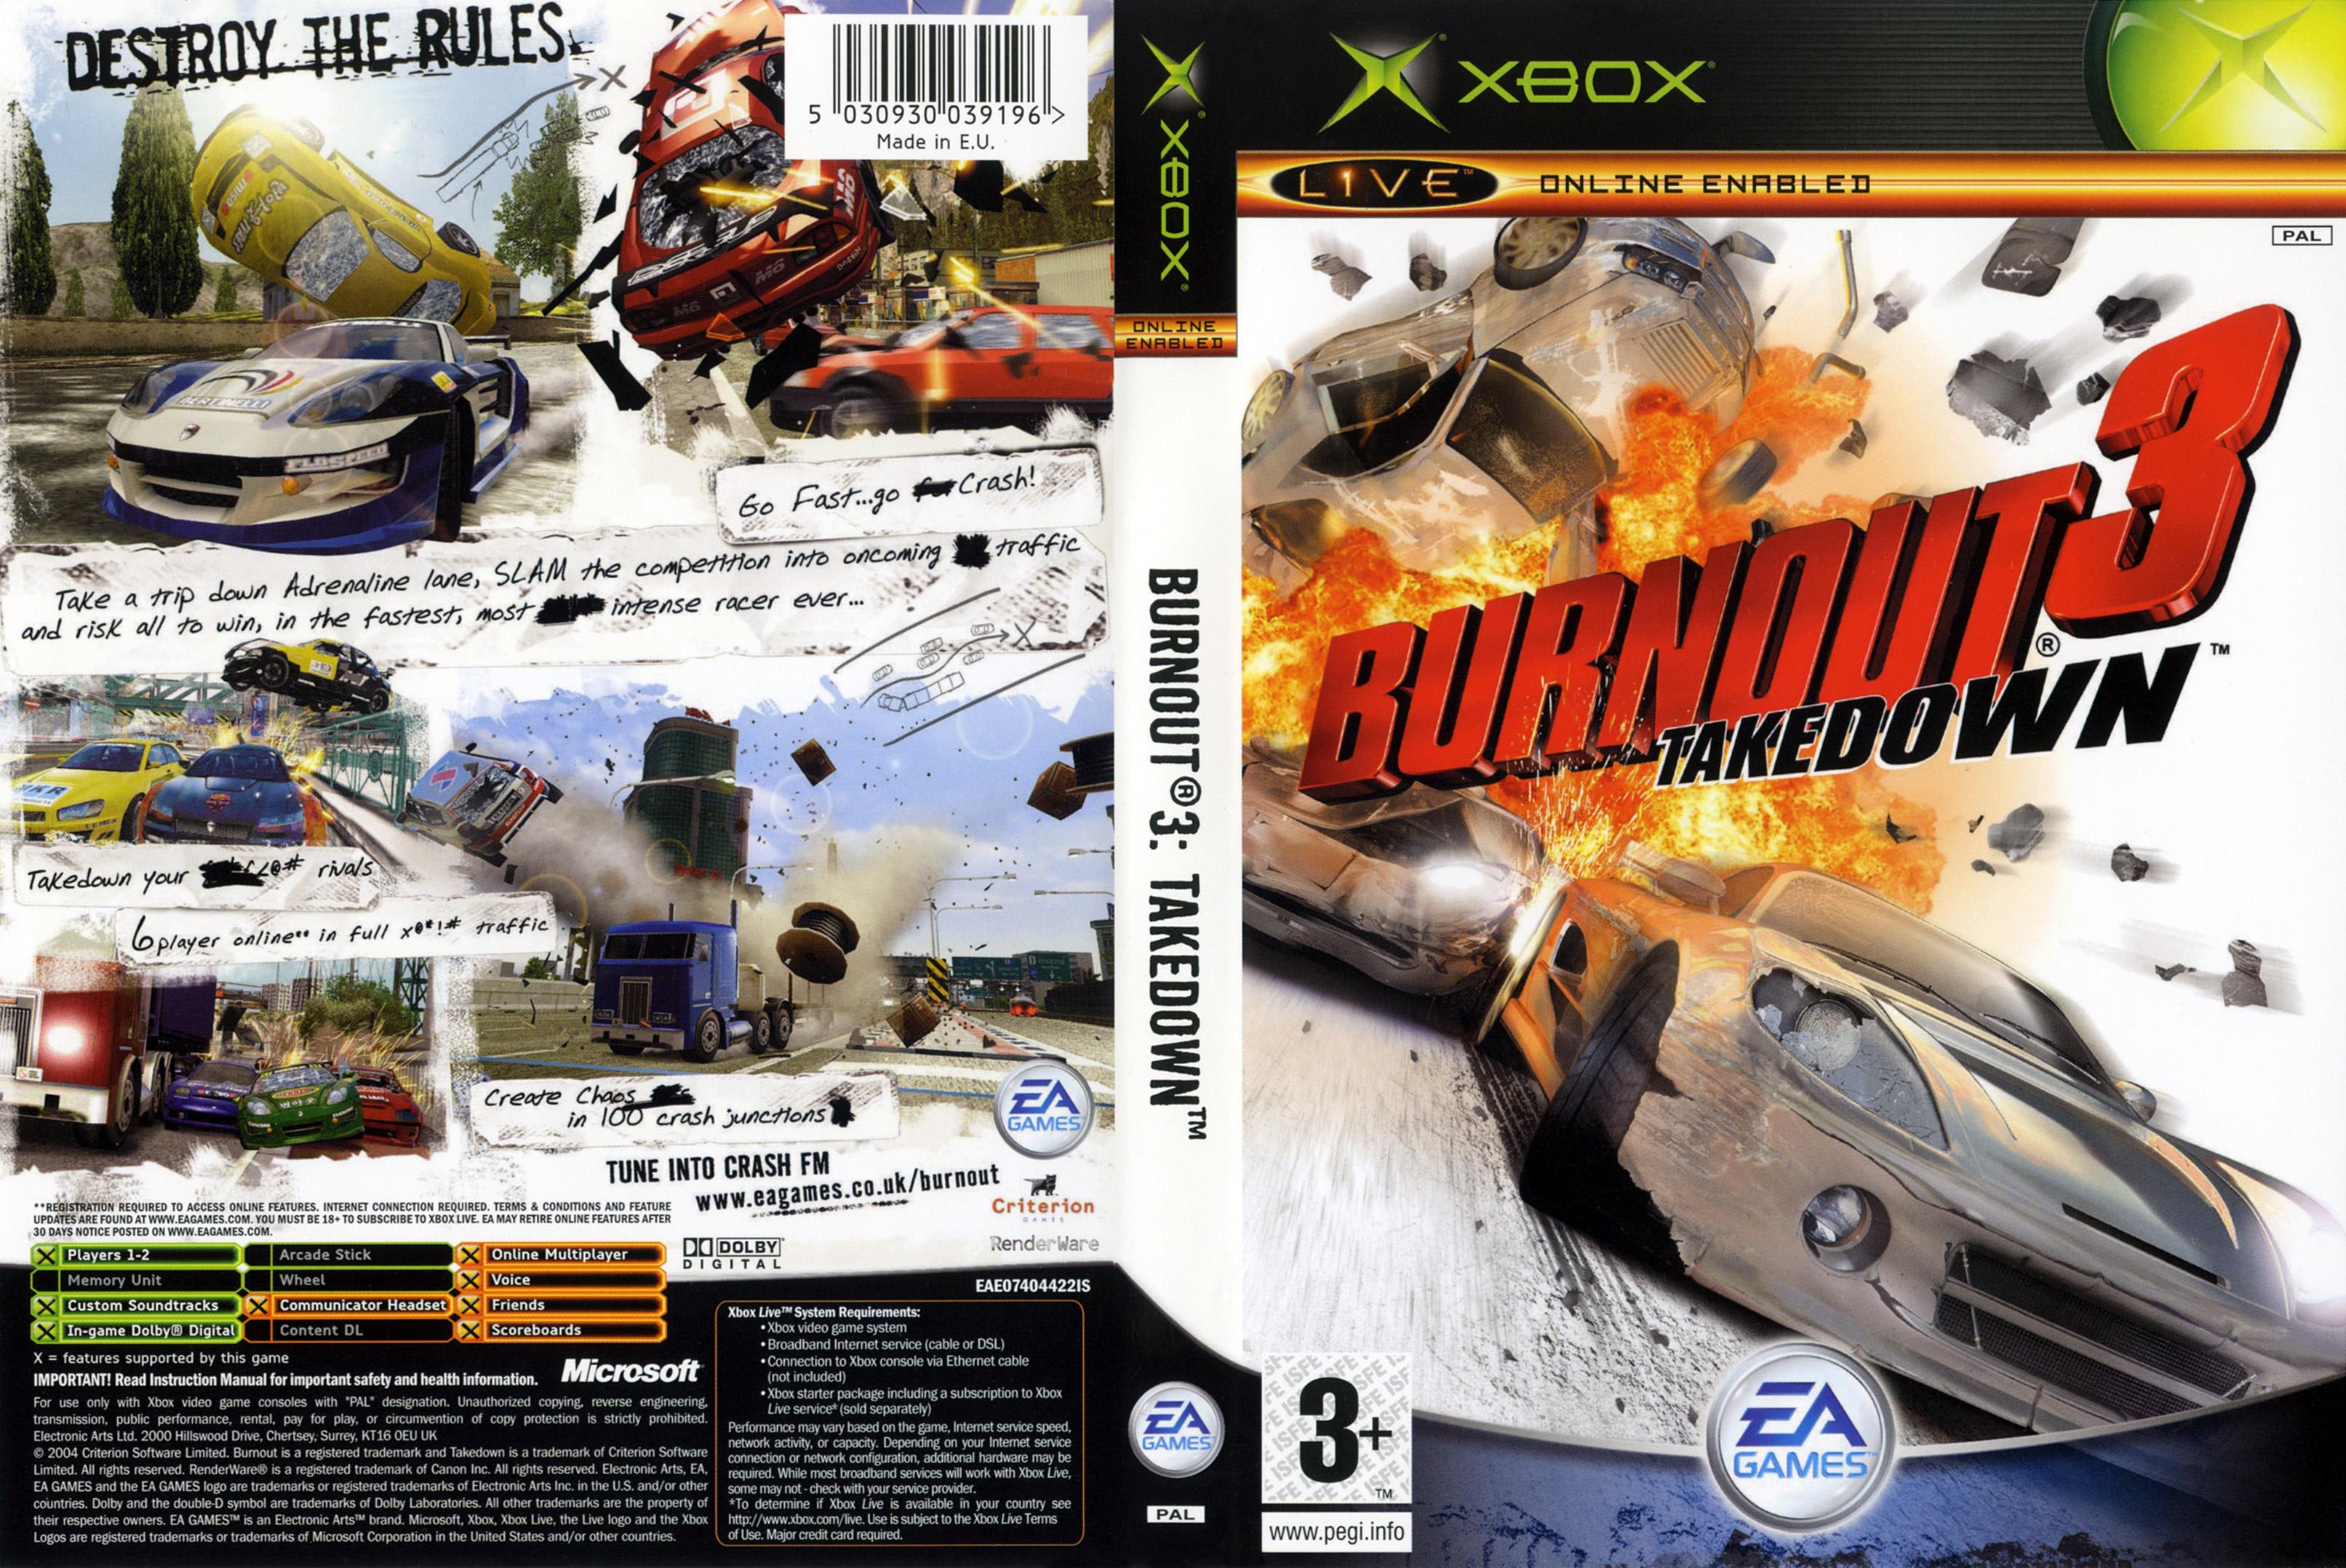 DESTROY THE RULES
5 030930 039196 >
Made in E.U.
BERTINELLI
Go Fast...go Crash!
Take a trip down Adrenaline lane, SLAM the competition into oncoming traffic
and risk all to win, in the fastest, most intense racer ever...
Takedown your rivals
6 player online** in full x@*!# traffic
Create Chaos
in 100 crash junctions
EA
GAMES
TUNE INTO CRASH FM
www.eagames.co.uk/burnout
Criterion
GAMES
RenderWare
**REGISTRATION REQUIRED TO ACCESS ONLINE FEATURES. INTERNET CONNECTION REQUIRED. TERMS & CONDITIONS AND FEATURE
UPDATES ARE FOUND AT WWW.EAGAMES.COM. YOU MUST BE 18+ TO SUBSCRIBE TO XBOX LIVE. EA MAY RETIRE ONLINE FEATURES AFTER
30 DAYS NOTICE POSTED ON WWW.EAGAMES.COM.
DOLBY
DIGITAL
Players 1-2
Arcade Stick
Online Multiplayer
Memory Unit
Wheel
Voice
Custom Soundtracks
Communicator Headset
Friends
In-game Dolby® Digital
Content DL
Scoreboards
EAE07404422IS
X = features supported by this game
IMPORTANT! Read Instruction Manual for important safety and health information.
Microsoft
For use only with Xbox video game consoles with "PAL" designation. Unauthorized copying, reverse engineering,
transmission, public performance, rental, pay for play, or circumvention of copy protection is strictly prohibited.
Electronic Arts Ltd. 2000 Hillswood Drive, Chertsey, Surrey, KT16 0EU UK
© 2004 Criterion Software Limited. Burnout is a registered trademark and Takedown is a trademark of Criterion Software
Limited. All rights reserved. RenderWare® is a registered trademark of Canon Inc. All rights reserved. Electronic Arts, EA,
EA GAMES and the EA GAMES logo are trademarks or registered trademarks of Electronic Arts Inc. in the U.S. and/or other
countries. Dolby and the double-D symbol are trademarks of Dolby Laboratories. All other trademarks are the property of
their respective owners. EA GAMES™ is an Electronic Arts™ brand. Microsoft, Xbox, Xbox Live, the Live logo and the Xbox
Logos are registered trademarks or trademarks of Microsoft Corporation in the United States and/or other countries.
Xbox Live™ System Requirements:
• Xbox video game system
• Broadband Internet service (cable or DSL)
• Connection to Xbox console via Ethernet cable
(not included)
• Xbox starter package including a subscription to Xbox
Live service* (sold separately)
Performance may vary based on the game, Internet service speed,
network activity, or capacity. Depending on your Internet service
connection or network configuration, additional hardware may be
required. While most broadband services will work with Xbox Live,
some may not - check with your service provider.
*To determine if Xbox Live is available in your country see
http://www.xbox.com/live. Use is subject to the Xbox Live Terms
of Use. Major credit card required.
XBOX
ONLINE
ENABLED
BURNOUT® 3: TAKEDOWN™
EA
GAMES
PAL
XBOX
LIVE™ ONLINE ENABLED
PAL
BURNOUT® 3
TAKEDOWN™
3+
™
www.pegi.info
EA
GAMES™